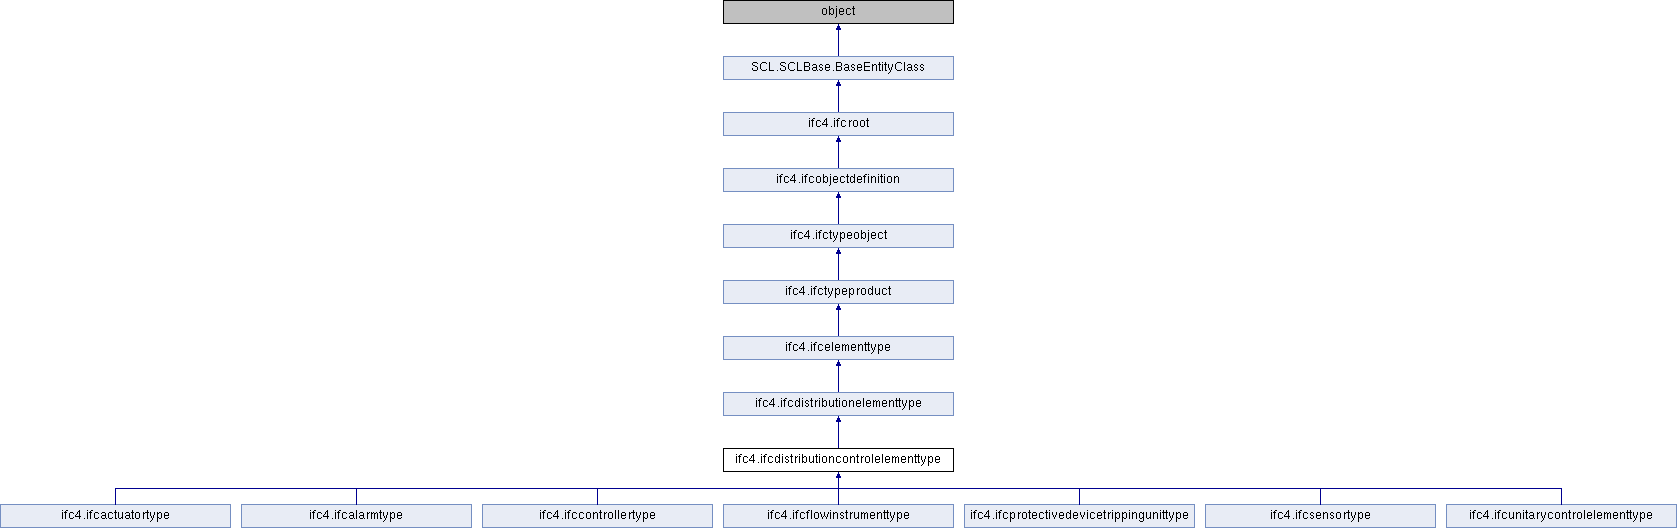 object
SCL.SCLBase.BaseEntityClass
ifc4.ifcroot
ifc4.ifcobjectdefinition
ifc4.ifctypeobject
ifc4.ifctypeproduct
ifc4.ifcelementtype
ifc4.ifcdistributionelementtype
ifc4.ifcdistributioncontrolelementtype
ifc4.ifcactuatortype
ifc4.ifcalarmtype
ifc4.ifccontrollertype
ifc4.ifcflowinstrumenttype
ifc4.ifcprotectivedevicetrippingunittype
ifc4.ifcsensortype
ifc4.ifcunitarycontrolelementtype